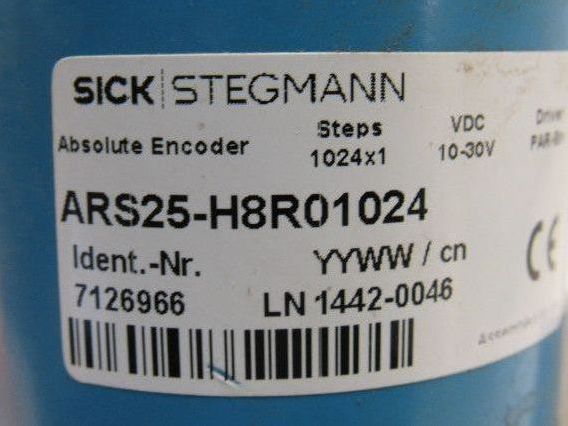 SICK STEGMANN
Absolute Encoder Steps VDC
1024x1 10-30V
ARS25-H8R01024
Ident.-Nr. YYWW / cn CE
7126966 LN 1442-0046